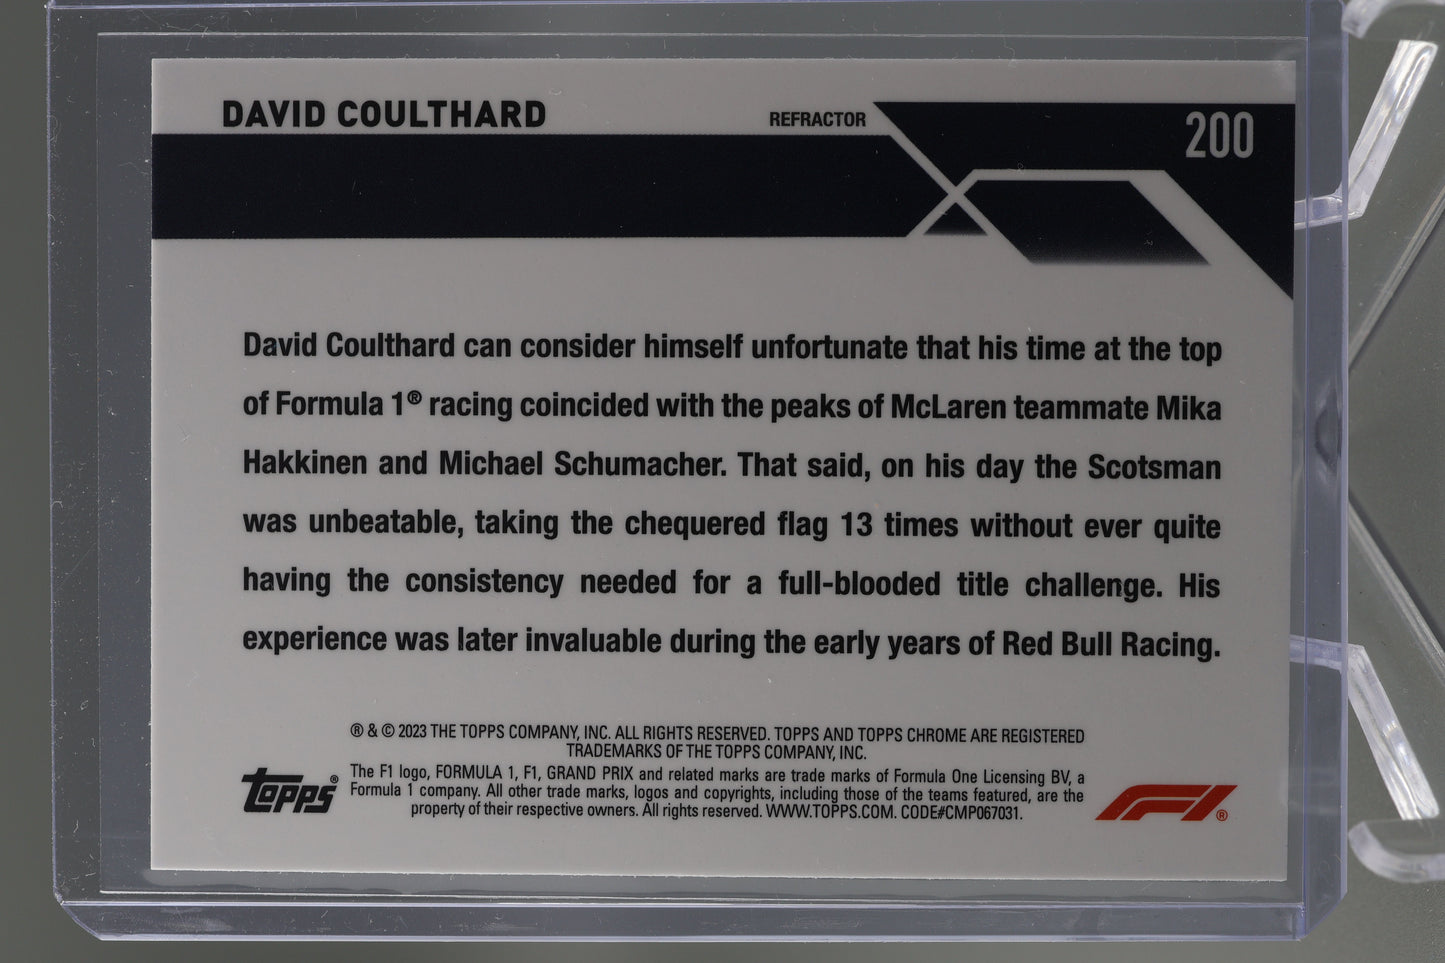 DAVID COULTHARD
REFRACTOR
200
David Coulthard can consider himself unfortunate that his time at the top
of Formula 1® racing coincided with the peaks of McLaren teammate Mika
Hakkinen and Michael Schumacher. That said, on his day the Scotsman
was unbeatable, taking the chequered flag 13 times without ever quite
having the consistency needed for a full-blooded title challenge. His
experience was later invaluable during the early years of Red Bull Racing.
® & © 2023 THE TOPPS COMPANY, INC. ALL RIGHTS RESERVED. TOPPS AND TOPPS CHROME ARE REGISTERED
TRADEMARKS OF THE TOPPS COMPANY, INC.
topps®
The F1 logo, FORMULA 1, F1, GRAND PRIX and related marks are trade marks of Formula One Licensing BV, a
Formula 1 company. All other trade marks, logos and copyrights, including those of the teams featured, are the
property of their respective owners. All rights reserved. WWW.TOPPS.COM. CODE#CMP067031.
F1®